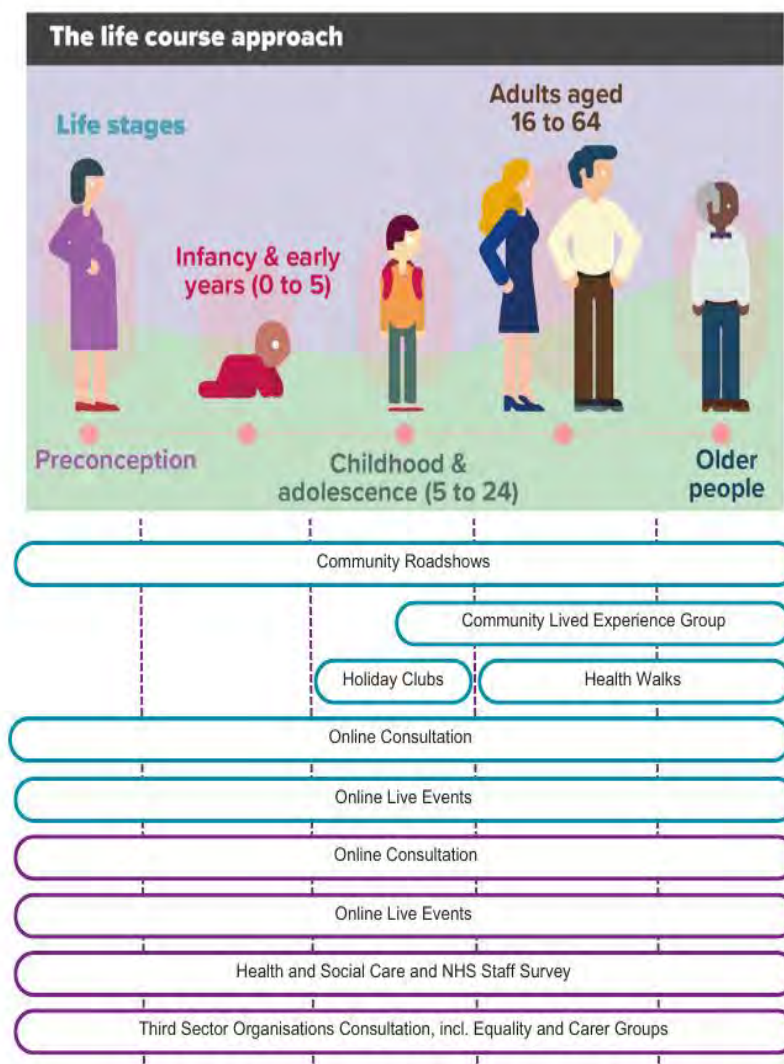 The life course approach
Life stages
Adults aged
16 to 64
Infancy & early
years (0 to 5)
Preconception
Childhood &
adolescence (5 to 24)
Older
people
Community Roadshows
Community Lived Experience Group
Holiday Clubs
Health Walks
Online Consultation
Online Live Events
Online Consultation
Online Live Events
Health and Social Care and NHS Staff Survey
Third Sector Organisations Consultation, incl. Equality and Carer Groups